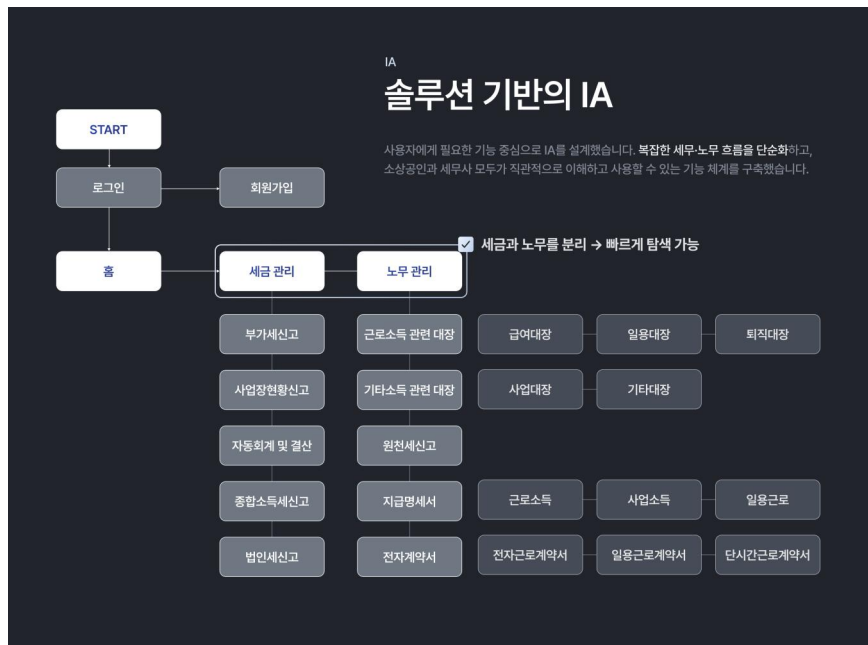 IA
솔루션 기반의 IA
사용자에게 필요한 기능 중심으로 IA를 설계했습니다. 복잡한 세무·노무 흐름을 단순화하고,
소상공인과 세무사 모두가 직관적으로 이해하고 사용할 수 있는 기능 체계를 구축했습니다.
START
로그인
회원가입
세금과 노무를 분리 → 빠르게 탐색 가능
홈
세금 관리
노무 관리
부가세신고
근로소득 관련 대장
급여대장
일용대장
퇴직대장
사업장현황신고
기타소득 관련 대장
사업대장
기타대장
자동회계 및 결산
원천세신고
종합소득세신고
지급명세서
근로소득
사업소득
일용근로
법인세신고
전자계약서
전자근로계약서
일용근로계약서
단시간근로계약서